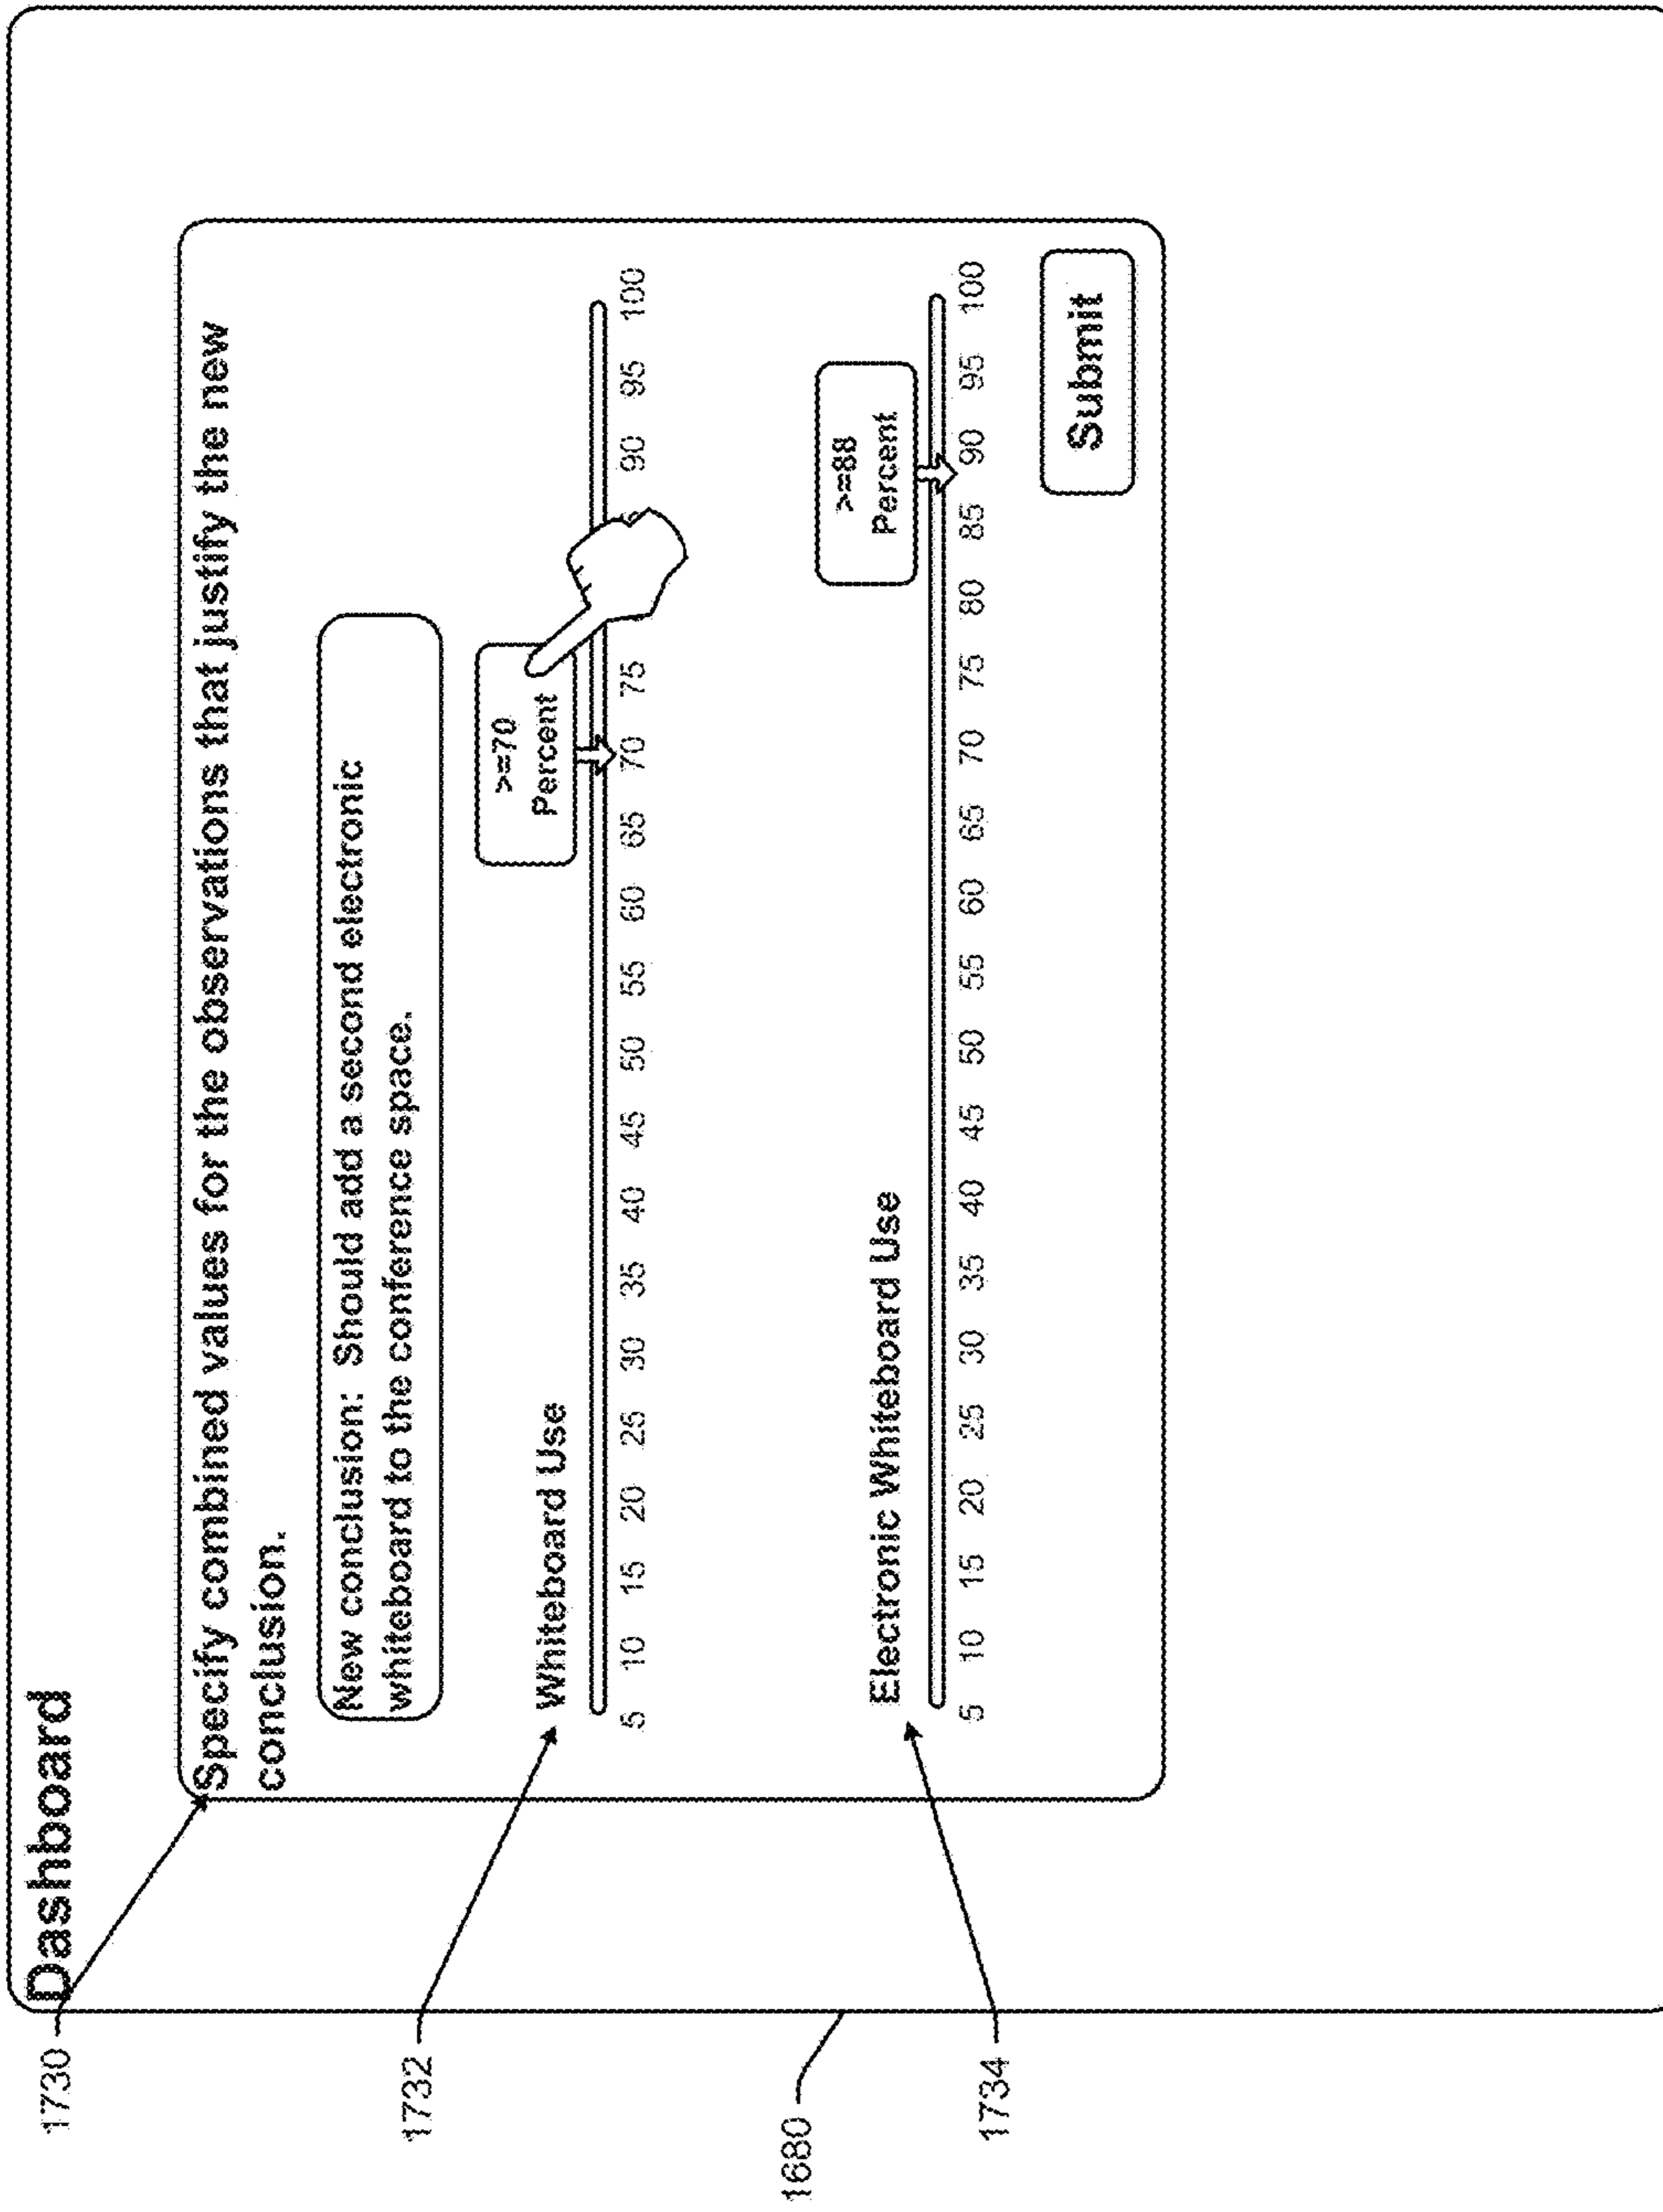 Dashboard
1730
Specify combined values for the observations that justify the new
conclusion.
New conclusion: Should add a second electronic
whiteboard to the conference space.
>=70
Percent
1732
Whiteboard Use
5 10 15 20 25 30 35 40 45 50 55 60 65 70 75 90 95 100
1680
>=88
Percent
1734
Electronic Whiteboard Use
5 10 15 20 25 30 35 40 45 50 55 60 65 70 75 80 85 90 95 100
Submit